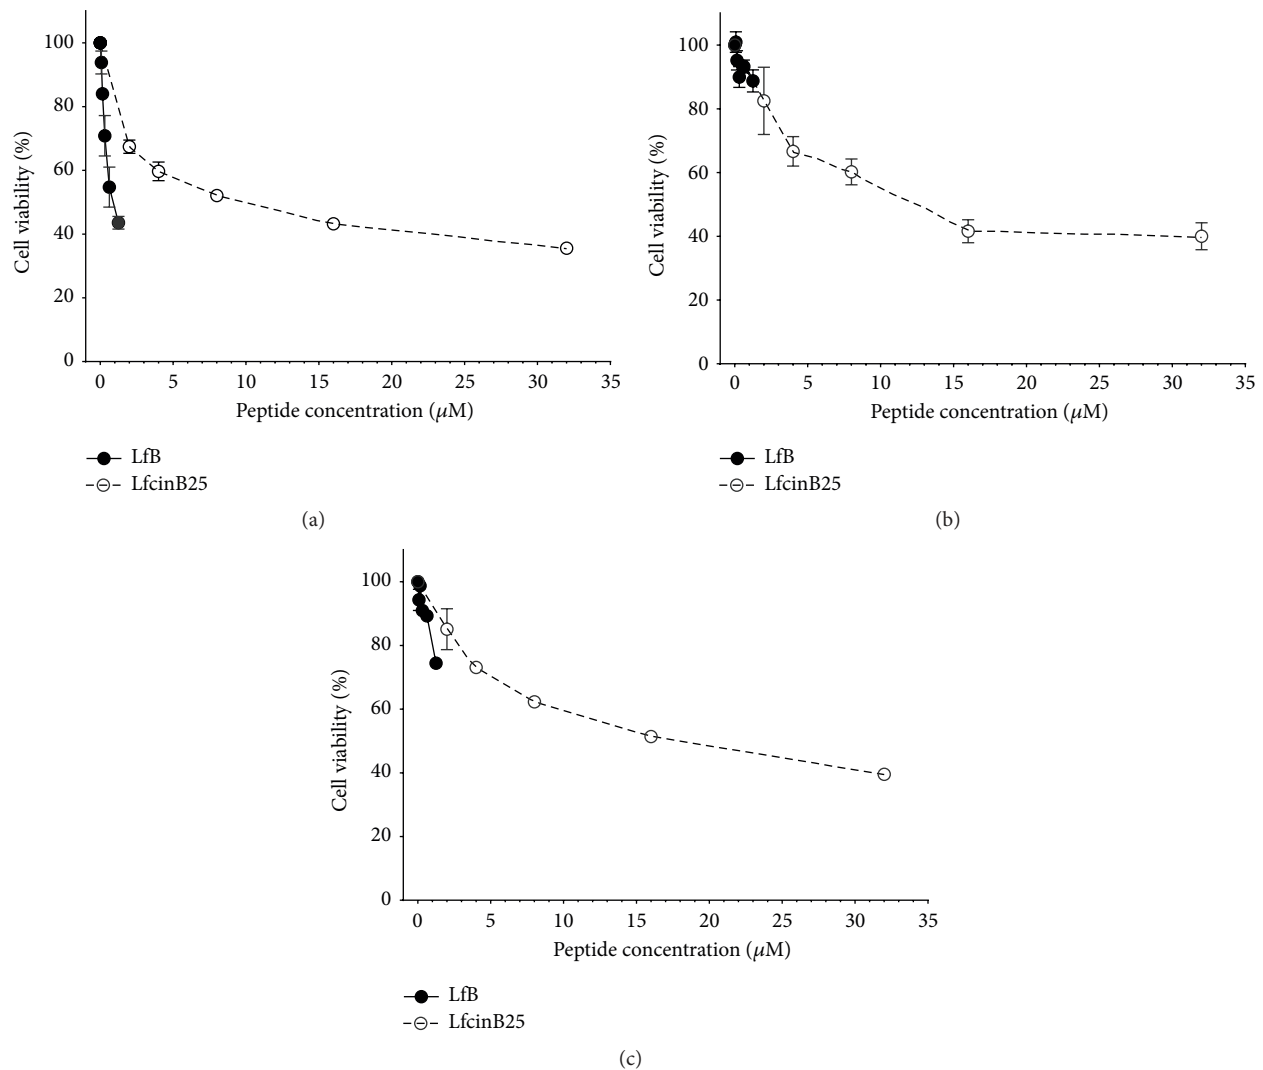 100
80
60
40
20
0
Cell viability (%)
0 5 10 15 20 25 30 35
Peptide concentration (μM)
LfB
LfcinB25
(a)
100
80
60
40
20
0
Cell viability (%)
0 5 10 15 20 25 30 35
Peptide concentration (μM)
LfB
LfcinB25
(b)
100
80
60
40
20
0
Cell viability (%)
0 5 10 15 20 25 30 35
Peptide concentration (μM)
LfB
LfcinB25
(c)